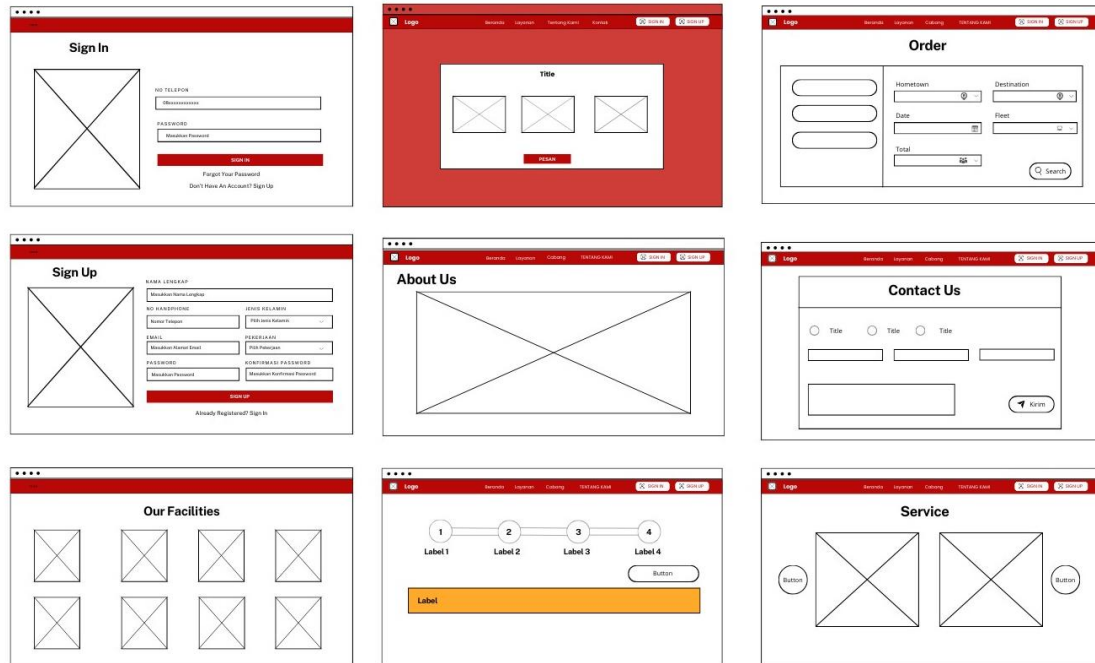 Sign In
NO TELEPON
08xxxxxxxxxxx
PASSWORD
Masukkan Password
SIGN IN
Forgot Your Password
Don't Have An Account? Sign Up
Logo Beranda Layanan Tentang Kami Kontak SIGN IN SIGN UP
Title
PESAN
Logo Beranda Layanan Cabang TENTANG KAMI SIGN IN SIGN UP
Order
Hometown Destination
Date Fleet
Total
Search
Sign Up
NAMA LENGKAP
Masukkan Nama Lengkap
NO HANDPHONE JENIS KELAMIN
Nomor Telepon Pilih Jenis Kelamin
EMAIL PEKERJAAN
Masukkan Alamat Email Pilih Pekerjaan
PASSWORD KONFIRMASI PASSWORD
Masukkan Password Masukkan Konfirmasi Password
SIGN UP
Already Registered? Sign In
Logo Beranda Layanan Cabang TENTANG KAMI SIGN IN SIGN UP
About Us
Logo Beranda Layanan Cabang TENTANG KAMI SIGN IN SIGN UP
Contact Us
Title Title Title
Kirim
Our Facilities
Logo Beranda Layanan Cabang TENTANG KAMI SIGN IN SIGN UP
1 2 3 4
Label 1 Label 2 Label 3 Label 4
Button
Label
Logo Beranda Layanan Cabang TENTANG KAMI SIGN IN SIGN UP
Service
Button Button